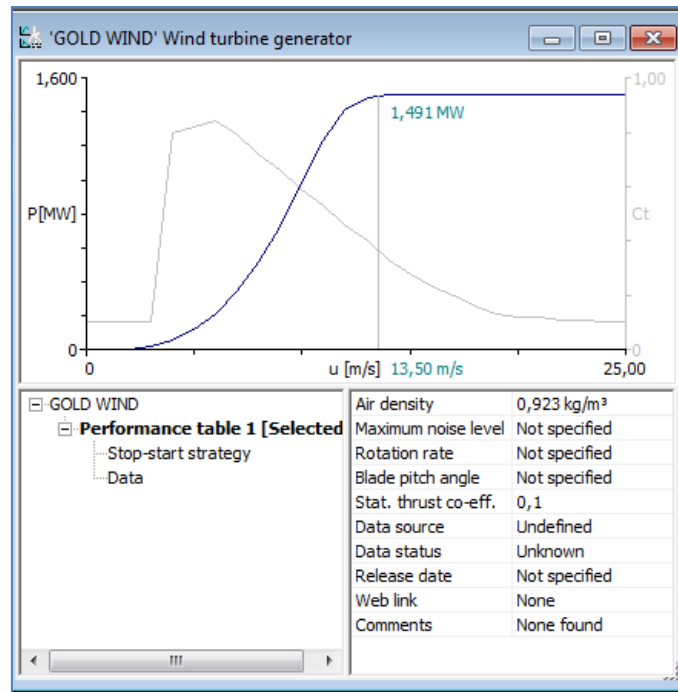 'GOLD WIND' Wind turbine generator
1,600
1,00
1,491 MW
P[MW]
Ct
0
0
0
u [m/s]
13,50 m/s
25,00
GOLD WIND
Performance table 1 [Selected
Stop-start strategy
Data
Air density 0,923 kg/m³
Maximum noise level Not specified
Rotation rate Not specified
Blade pitch angle Not specified
Stat. thrust co-eff. 0,1
Data source Undefined
Data status Unknown
Release date Not specified
Web link None
Comments None found